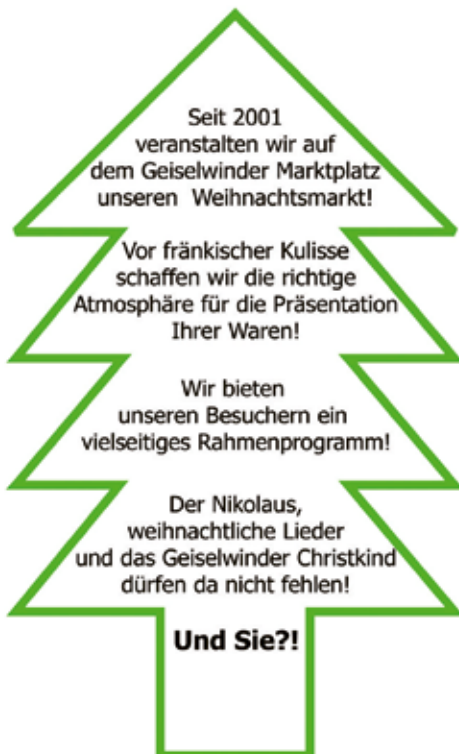 Seit 2001
veranstalten wir auf
dem Geiselwinder Marktplatz
unseren Weihnachtsmarkt!
Vor fränkischer Kulisse
schaffen wir die richtige
Atmosphäre für die Präsentation
Ihrer Waren!
Wir bieten
unseren Besuchern ein
vielseitiges Rahmenprogramm!
Der Nikolaus,
weihnachtliche Lieder
und das Geiselwinder Christkind
dürfen da nicht fehlen!
Und Sie?!